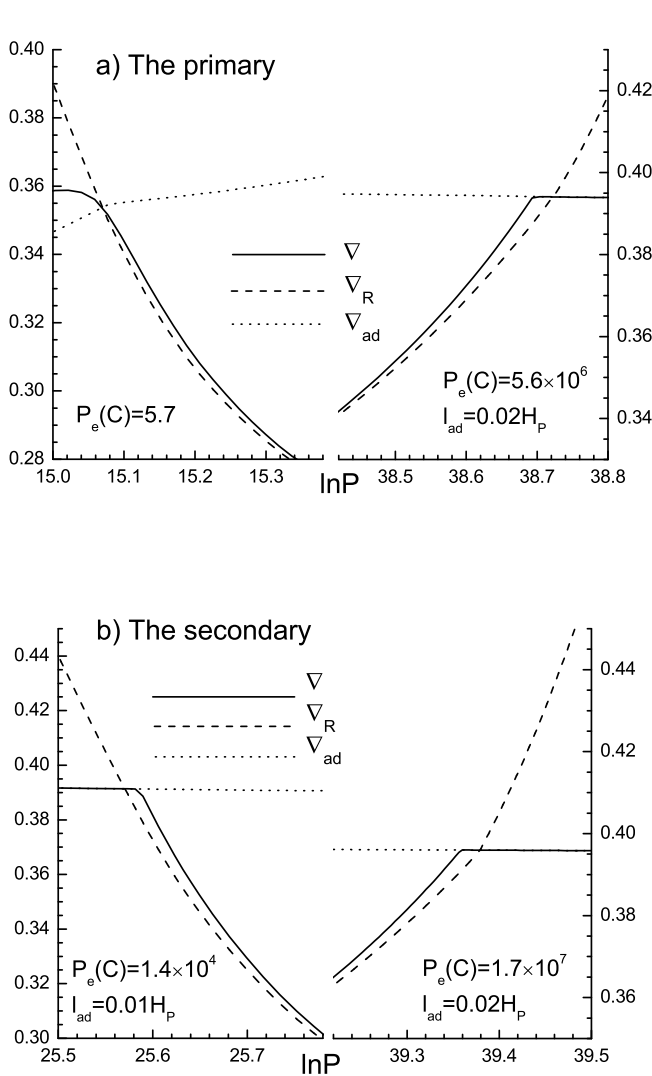 a) The primary
0.40
0.38
0.36
0.34
0.32
0.30
0.28
0.42
0.40
0.38
0.36
0.34
∇
∇R
∇ad
Pe(C)=5.7
Pe(C)=5.6×10^6
lad=0.02HP
15.0 15.1 15.2 15.3 38.5 38.6 38.7 38.8
lnP
b) The secondary
0.44
0.42
0.40
0.38
0.36
0.34
0.32
0.30
0.44
0.42
0.40
0.38
0.36
∇
∇R
∇ad
Pe(C)=1.4×10^4
lad=0.01HP
Pe(C)=1.7×10^7
lad=0.02HP
25.5 25.6 25.7 39.3 39.4 39.5
lnP